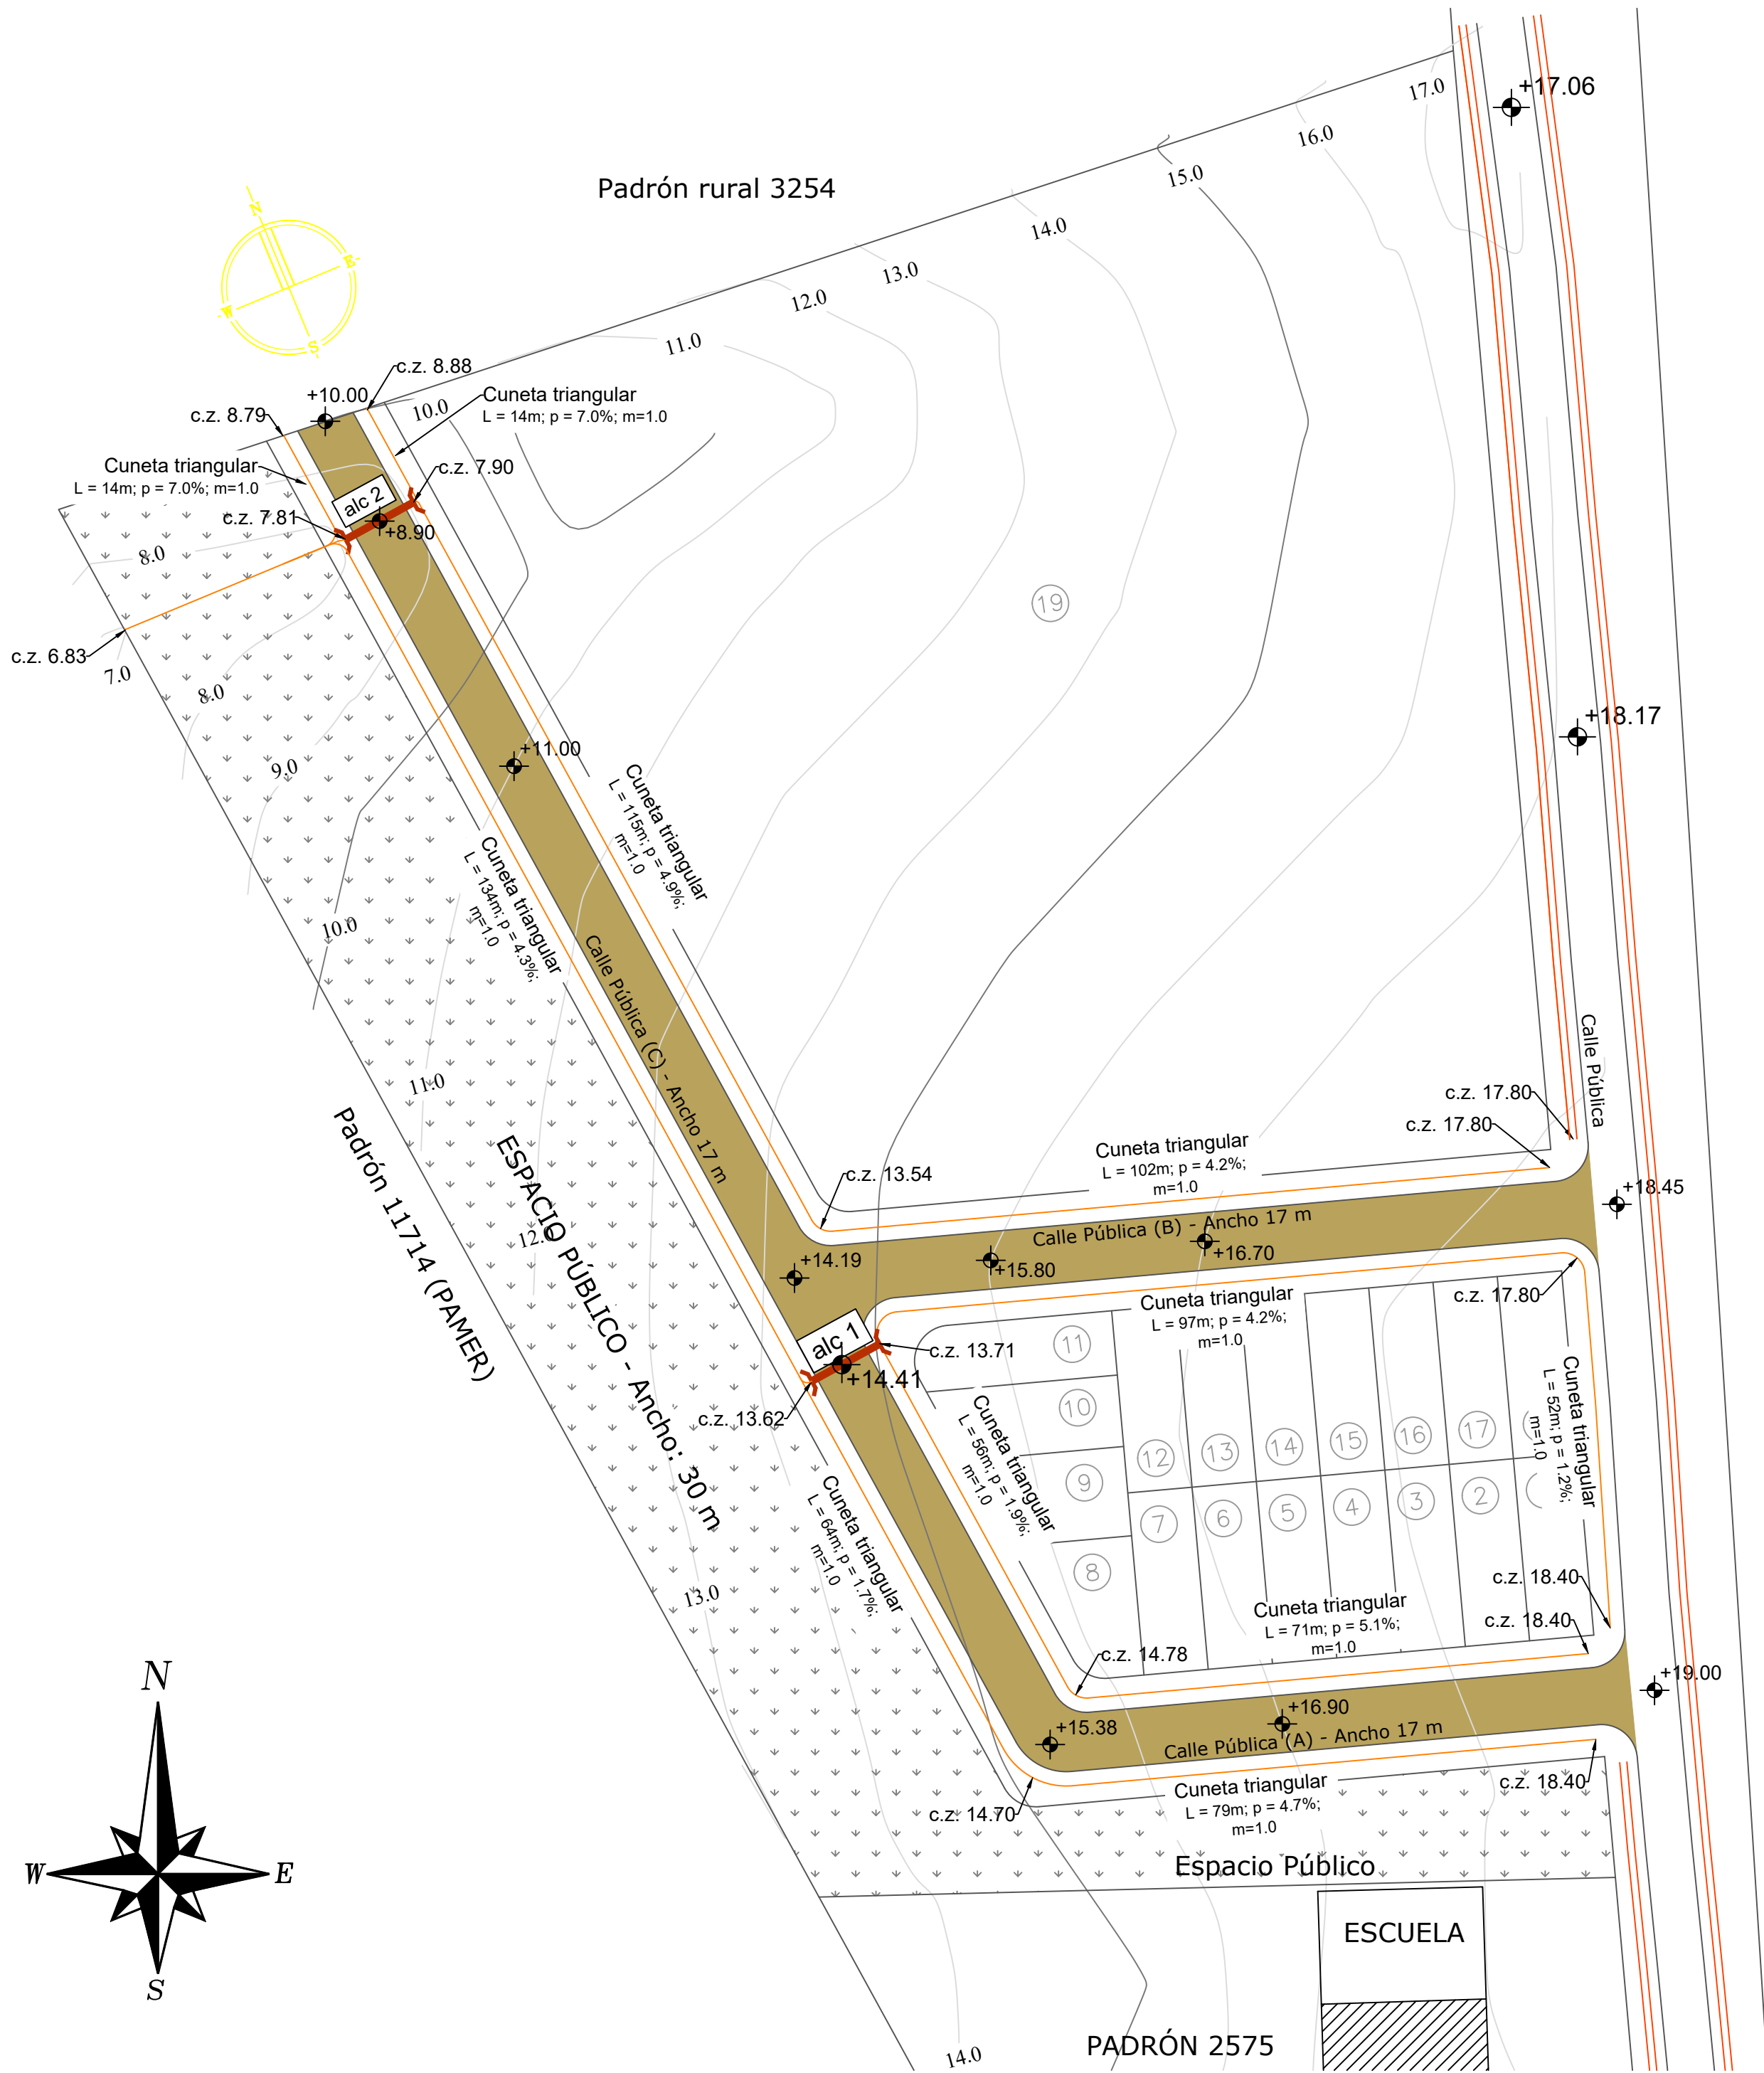 17.0
+17.06
16.0
Padrón rural 3254
15.0
N
E
W
S
14.0
13.0
12.0
11.0
c.z. 8.88
+10.00
Cuneta triangular
L = 14m; p = 7.0%; m=1.0
c.z. 8.79
10.0
Cuneta triangular
L = 14m; p = 7.0%; m=1.0
c.z. 7.90
alc 2
c.z. 7.81
+8.90
8.0
19
c.z. 6.83
7.0
8.0
+18.17
+11.00
9.0
Cuneta triangular
L = 115m; p = 4.9%;
m=1.0
Cuneta triangular
L = 134m; p = 4.3%;
m=1.0
10.0
Calle Pública (C) - Ancho 17 m
Calle Pública
11.0
c.z. 17.80
c.z. 17.80
Padrón 11714 (PAMER)
ESPACIO PÚBLICO - Ancho: 30 m
Cuneta triangular
L = 102m; p = 4.2%;
m=1.0
c.z. 13.54
+18.45
Calle Pública (B) - Ancho 17 m
12.0
+14.19
+15.80
+16.70
c.z. 17.80
Cuneta triangular
L = 97m; p = 4.2%;
m=1.0
alc 1
c.z. 13.71
11
+14.41
c.z. 13.62
10
Cuneta triangular
L = 52m; p = 1.2%;
m=1.0
Cuneta triangular
L = 56m; p = 1.9%;
m=1.0
12
13
14
15
16
17
9
7
6
5
4
3
2
8
Cuneta triangular
L = 64m; p = 1.7%;
m=1.0
13.0
c.z. 18.40
Cuneta triangular
L = 71m; p = 5.1%;
m=1.0
c.z. 18.40
c.z. 14.78
+19.00
+15.38
+16.90
Calle Pública (A) - Ancho 17 m
c.z. 18.40
Cuneta triangular
L = 79m; p = 4.7%;
m=1.0
c.z. 14.70
Espacio Público
N
W
E
S
ESCUELA
PADRÓN 2575
14.0